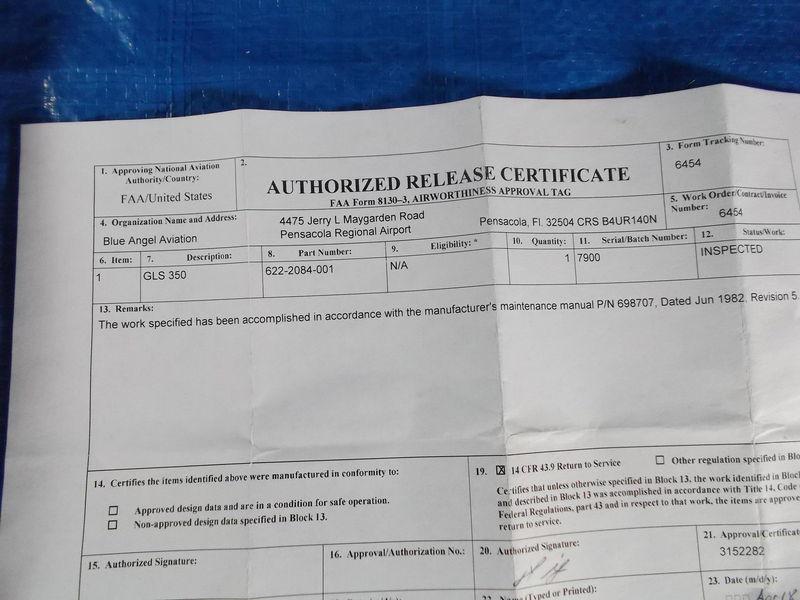 1. Approving National Aviation
Authority/Country:
FAA/United States
2.
AUTHORIZED RELEASE CERTIFICATE
FAA Form 8130–3, AIRWORTHINESS APPROVAL TAG
3. Form Tracking Number:
6454
4. Organization Name and Address:
Blue Angel Aviation
4475 Jerry L Maygarden Road
Pensacola Regional Airport
Pensacola, Fl. 32504 CRS B4UR140N
5. Work Order/Contract/Invoice
Number:
6454
6. Item:
1
7. Description:
GLS 350
8. Part Number:
622-2084-001
9. Eligibility: *
N/A
10. Quantity:
1
11. Serial/Batch Number:
7900
12. Status/Work:
INSPECTED
13. Remarks:
The work specified has been accomplished in accordance with the manufacturer's maintenance manual P/N 698707, Dated Jun 1982, Revision 5.
14. Certifies the items identified above were manufactured in conformity to:
Approved design data and are in a condition for safe operation.
Non-approved design data specified in Block 13.
19. 14 CFR 43.9 Return to Service
Other regulation specified in Blo
Certifies that unless otherwise specified in Block 13, the work identified in Block
and described in Block 13 was accomplished in accordance with Title 14, Code
Federal Regulations, part 43 and in respect to that work, the items are approve
return to service.
15. Authorized Signature:
16. Approval/Authorization No.:
20. Authorized Signature:
21. Approval/Certificat
3152282
(Typed or Printed):
23. Date (m/d/y):